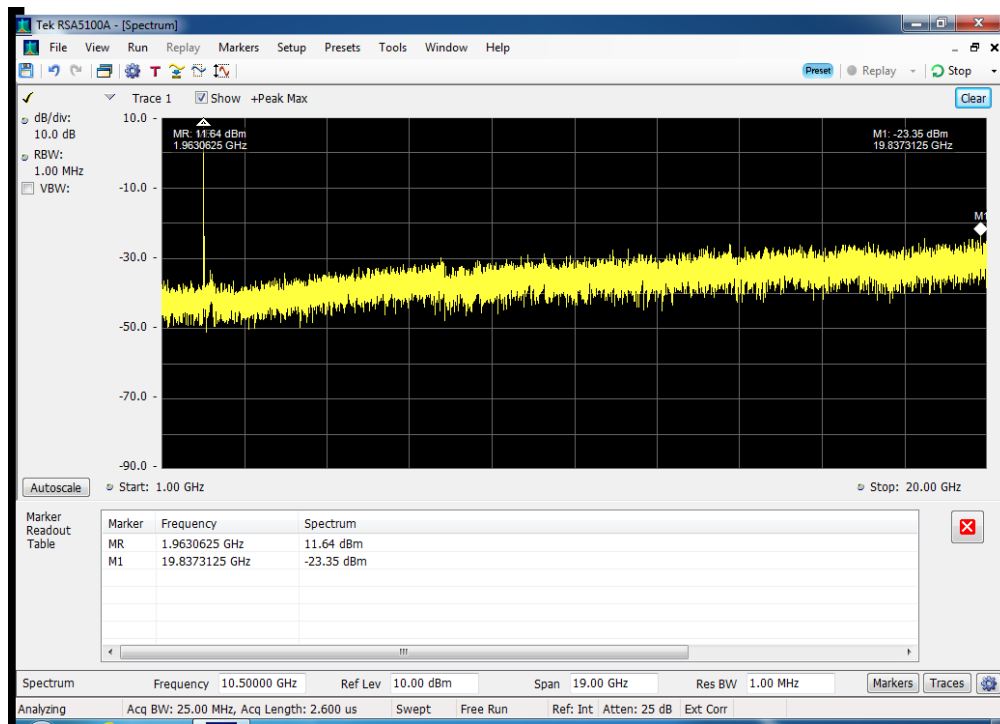 Tek RSA5100A - [Spectrum]
File View Run Replay Markers Setup Presets Tools Window Help
T Preset Replay Stop
Trace 1 Show +Peak Max Clear
dB/div:
10.0 dB
RBW:
1.00 MHz
VBW:
10.0
-10.0
-30.0
-50.0
-70.0
-90.0
MR: 11.64 dBm
1.9630625 GHz
M1: -23.35 dBm
19.8373125 GHz
M1
Autoscale Start: 1.00 GHz Stop: 20.00 GHz
Marker
Readout
Table
Marker Frequency Spectrum
MR 1.9630625 GHz 11.64 dBm
M1 19.8373125 GHz -23.35 dBm
Spectrum Frequency 10.50000 GHz Ref Lev 10.00 dBm Span 19.00 GHz Res BW 1.00 MHz Markers Traces
Analyzing Acq BW: 25.00 MHz, Acq Length: 2.600 us Swept Free Run Ref: Int Atten: 25 dB Ext Corr